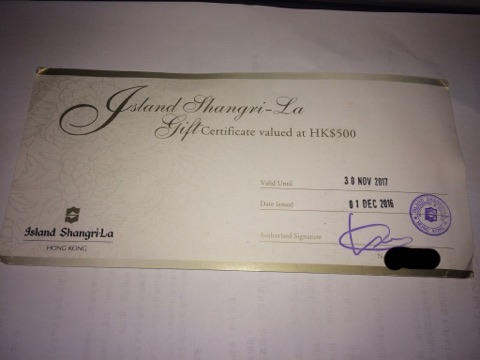 Island Shangri-La
Gift Certificate valued at HK$500
Valid Until 30 NOV 2017
Date issued 01 DEC 2016
Authorised Signature
Island Shangri-La
HONG KONG